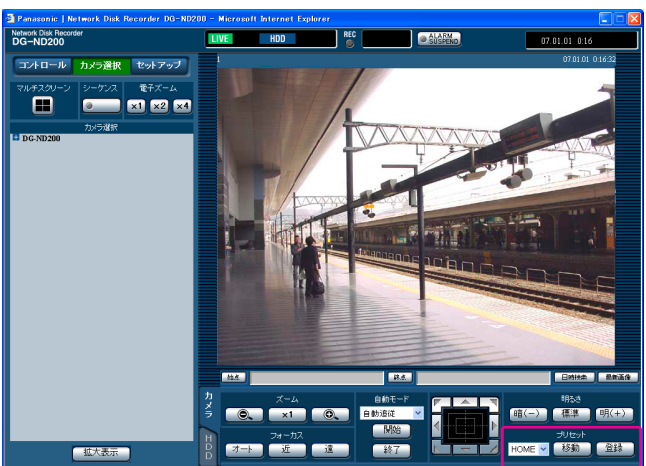 Panasonic | Network Disk Recorder DG-ND200 - Microsoft Internet Explorer
Network Disk Recorder
DG-ND200
LIVE HDD REC ALARM SUSPEND 07.01.01 0:16
コントロール カメラ選択 セットアップ
1 07.01.01 0:16:32
マルチスクリーン シーケンス 電子ズーム
x1 x2 x4
カメラ選択
DG-ND200
始点 終点 日時検索 最新画像
カメラ
HDD
ズーム 自動モード 明るさ
x1 自動追従 暗(−) 標準 明(+)
開始
フォーカス プリセット
オート 近 遠 終了 HOME 移動 登録
拡大表示